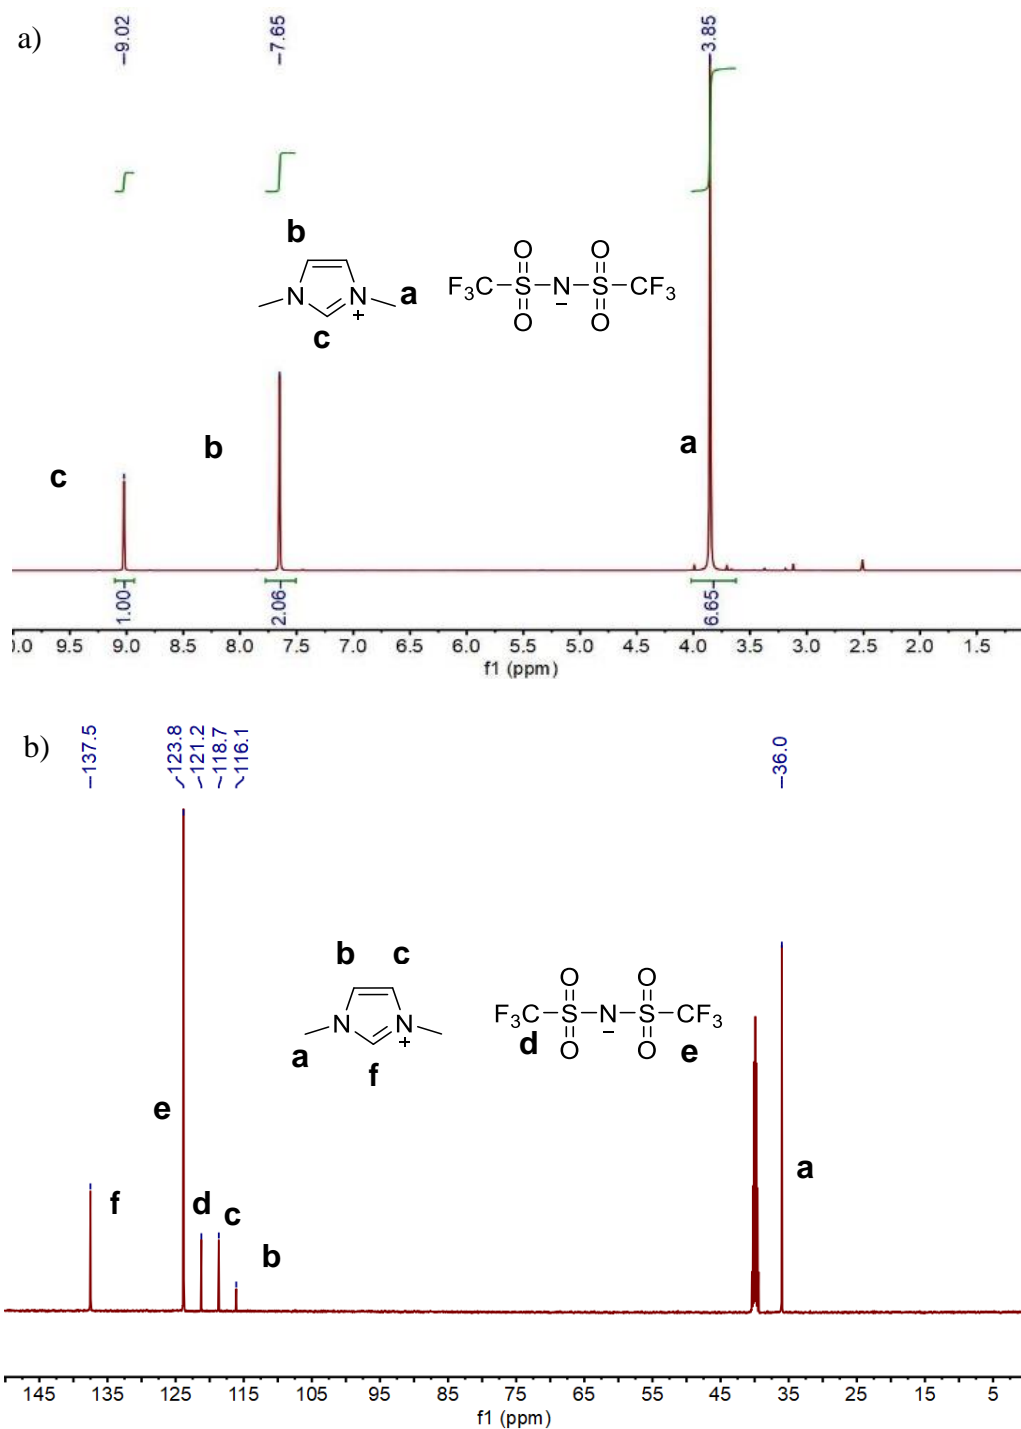 a)
-9.02 -7.65 -3.85
b
O O
F3C S N S CF3
N N a
+ −
O O
c
b
a
c
1.00 2.06 6.65
0.0 9.5 9.0 8.5 8.0 7.5 7.0 6.5 6.0 5.5 5.0 4.5 4.0 3.5 3.0 2.5 2.0 1.5
f1 (ppm)
b)
-137.5 123.8 121.2 118.7 116.1 -36.0
b c
O O
F3C S N S CF3
N N
+ −
d
O O
a e
f
e
a
f d c
b
145 135 125 115 105 95 85 75 65 55 45 35 25 15 5
f1 (ppm)